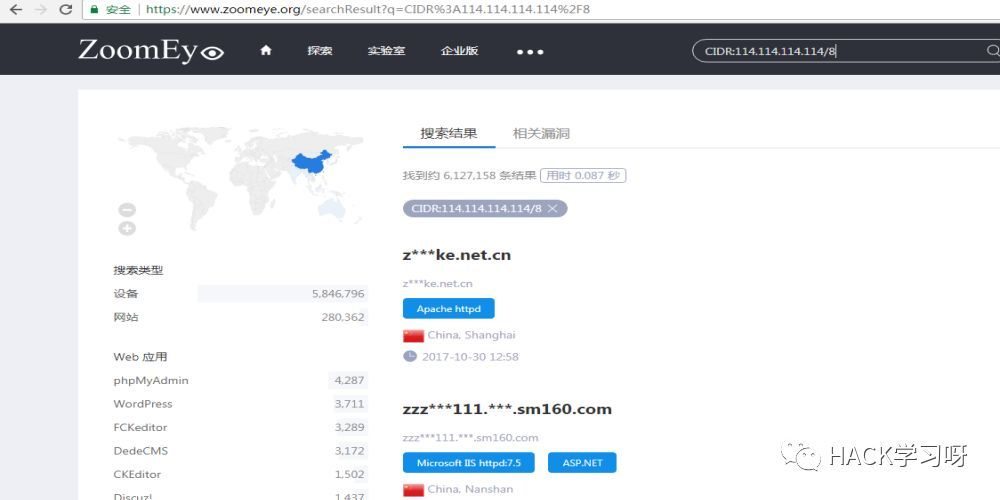 安全 https://www.zoomeye.org/searchResult?q=CIDR%3A114.114.114.114%2F8
ZoomEye 探索 实验室 企业版 CIDR:114.114.114.114/8
搜索结果 相关漏洞
找到约 6,127,158 条结果 用时 0.087 秒
CIDR:114.114.114.114/8
搜索类型
设备 5,846,796
网站 280,362
Web 应用
phpMyAdmin 4,287
WordPress 3,711
FCKeditor 3,289
DedeCMS 3,172
CKEditor 1,502
Discuz! 1,437
z***ke.net.cn
z***ke.net.cn
Apache httpd
China, Shanghai
2017-10-30 12:58
zzz***111.***.sm160.com
zzz***111.***.sm160.com
Microsoft IIS httpd:7.5 ASP.NET
China, Nanshan
HACK学习呀